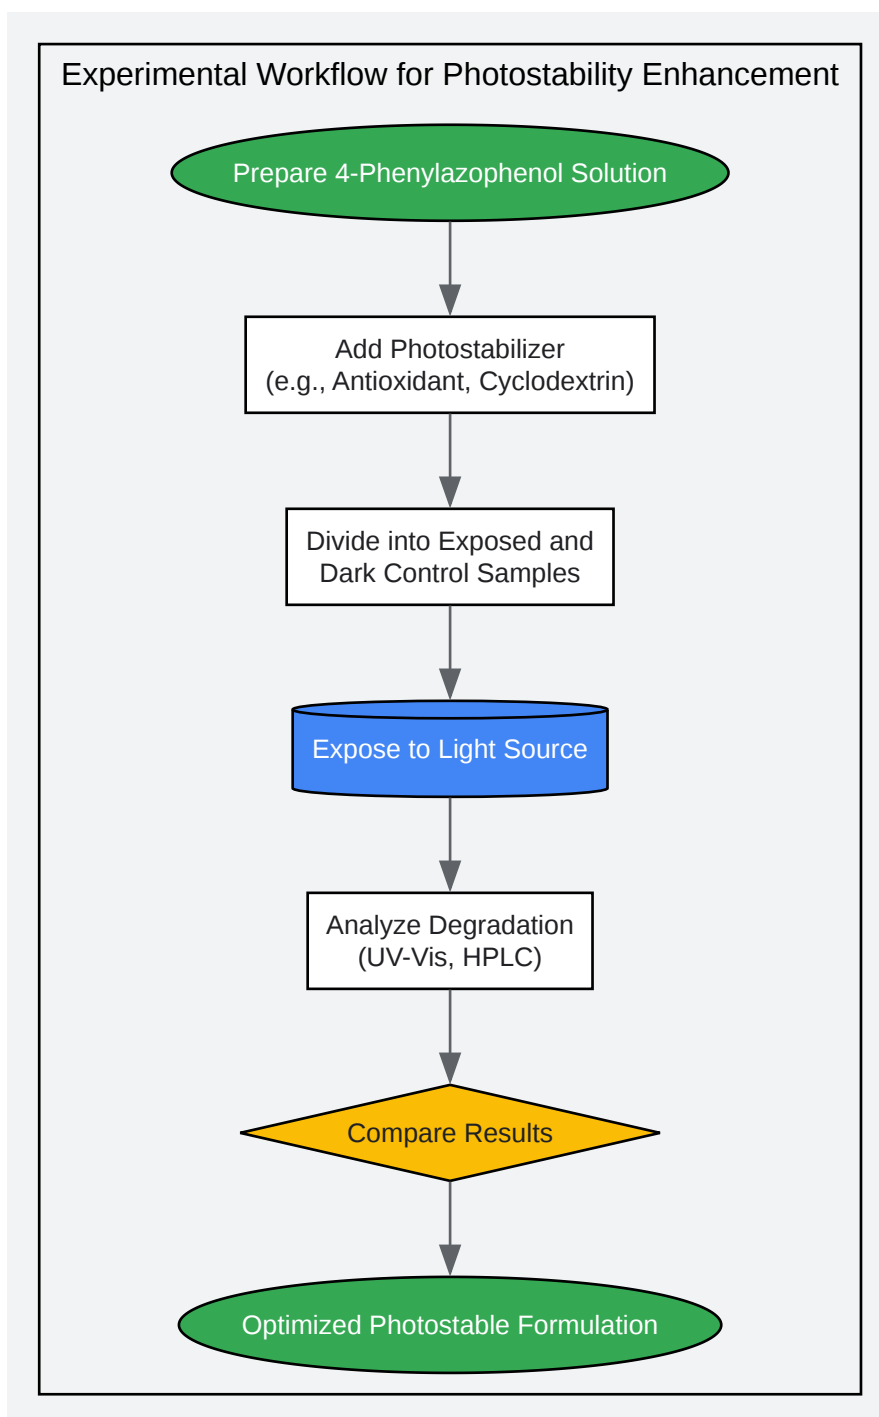 Experimental Workflow for Photostability Enhancement
Prepare 4-Phenylazophenol Solution
Add Photostabilizer
(e.g., Antioxidant, Cyclodextrin)
Divide into Exposed and
Dark Control Samples
Expose to Light Source
Analyze Degradation
(UV-Vis, HPLC)
Compare Results
Optimized Photostable Formulation